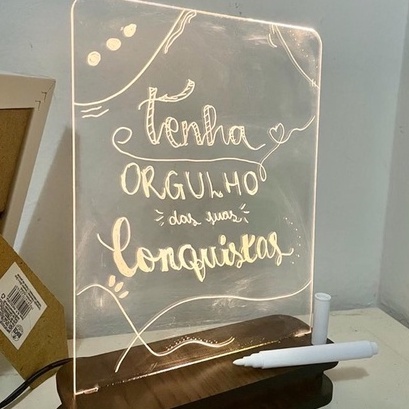 Tenha
ORGULHO
das suas
Conquistas